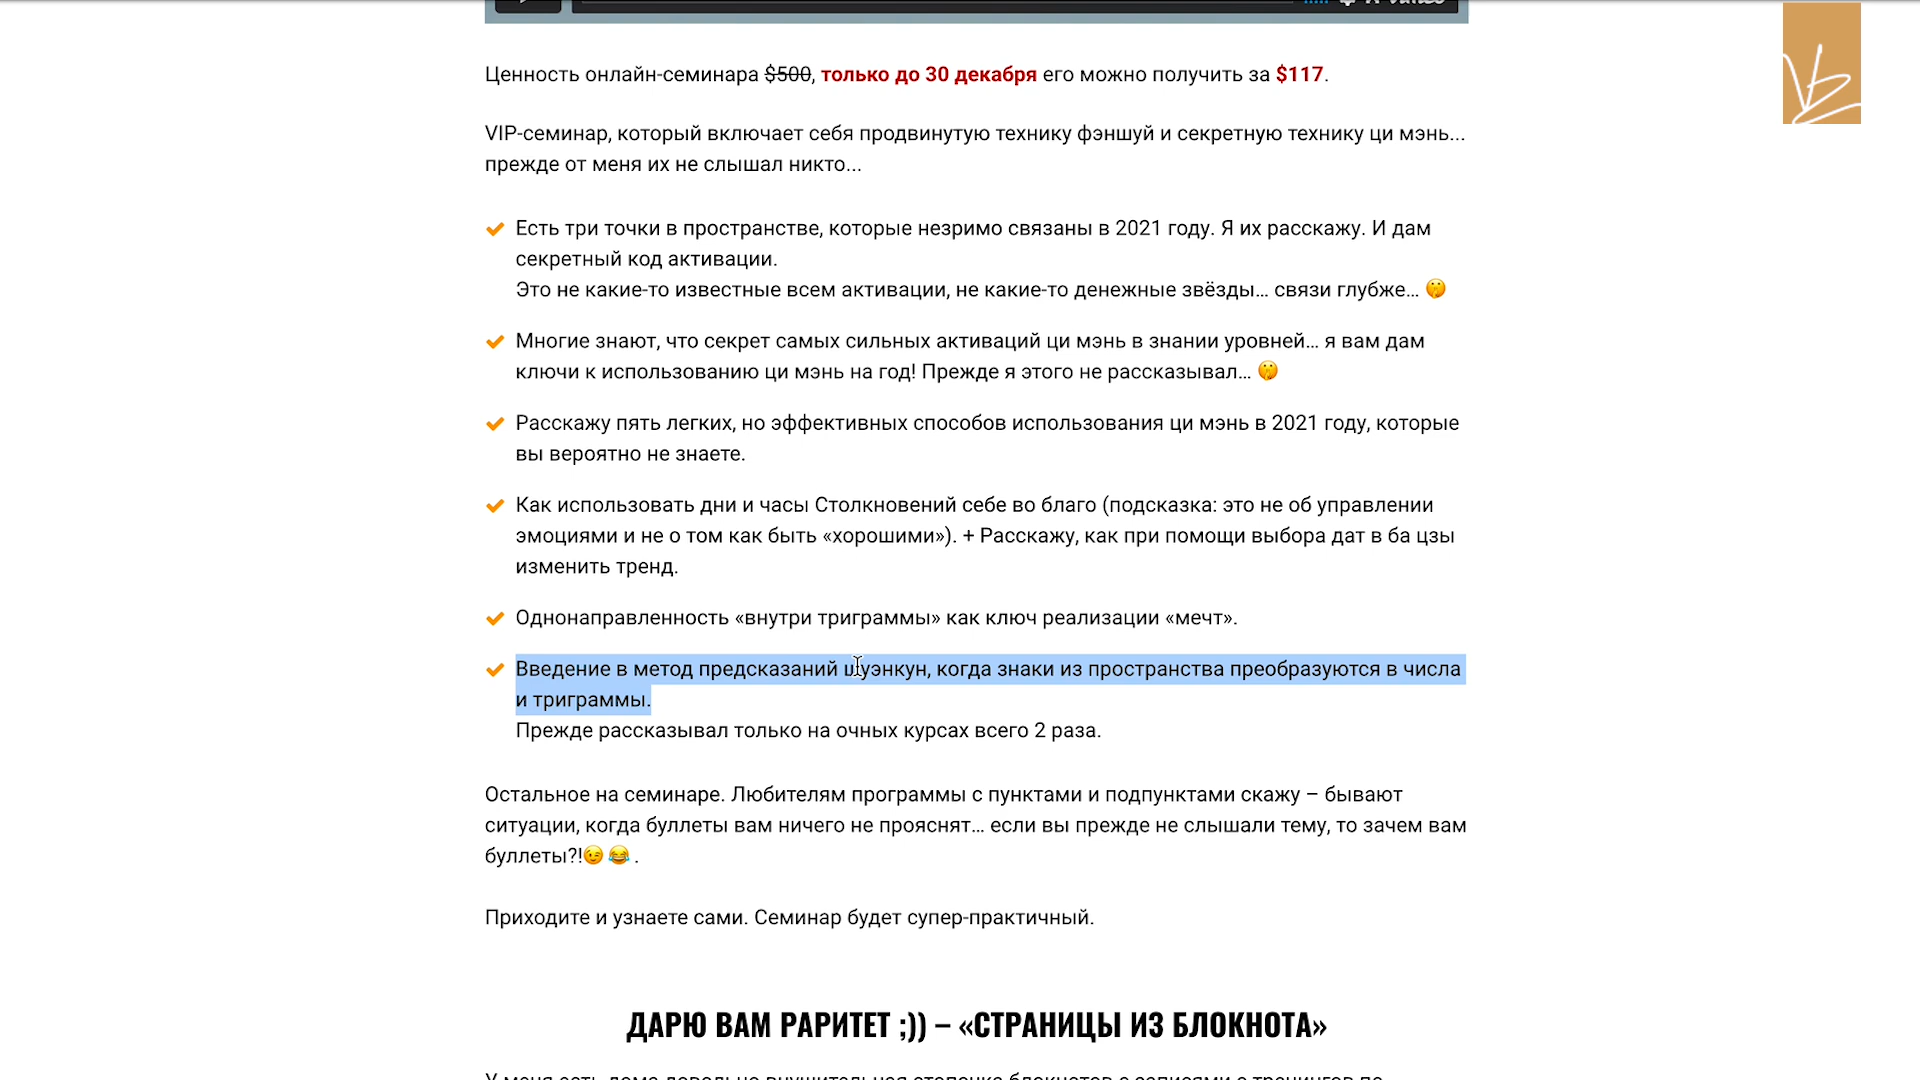 Ценность онлайн-семинара $500, только до 30 декабря его можно получить за $117.
VIP-семинар, который включает себя продвинутую технику фэншуй и секретную технику ци мэнь...
прежде от меня их не слышал никто...
Есть три точки в пространстве, которые незримо связаны в 2021 году. Я их расскажу. И дам
секретный код активации.
Это не какие-то известные всем активации, не какие-то денежные звёзды... связи глубже... 🤫
Многие знают, что секрет самых сильных активаций ци мэнь в знании уровней... я вам дам
ключи к использованию ци мэнь на год! Прежде я этого не рассказывал... 🤫
Расскажу пять легких, но эффективных способов использования ци мэнь в 2021 году, которые
вы вероятно не знаете.
Как использовать дни и часы Столкновений себе во благо (подсказка: это не об управлении
эмоциями и не о том как быть «хорошими»). + Расскажу, как при помощи выбора дат в ба цзы
изменить тренд.
Однонаправленность «внутри триграммы» как ключ реализации «мечт».
Введение в метод предсказаний шуэнкун, когда знаки из пространства преобразуются в числа
и триграммы.
Прежде рассказывал только на очных курсах всего 2 раза.
Остальное на семинаре. Любителям программы с пунктами и подпунктами скажу – бывают
ситуации, когда буллеты вам ничего не прояснят... если вы прежде не слышали тему, то зачем вам
буллеты?!😉😂 .
Приходите и узнаете сами. Семинар будет супер-практичный.
ДАРЮ ВАМ РАРИТЕТ ;)) – «СТРАНИЦЫ ИЗ БЛОКНОТА»